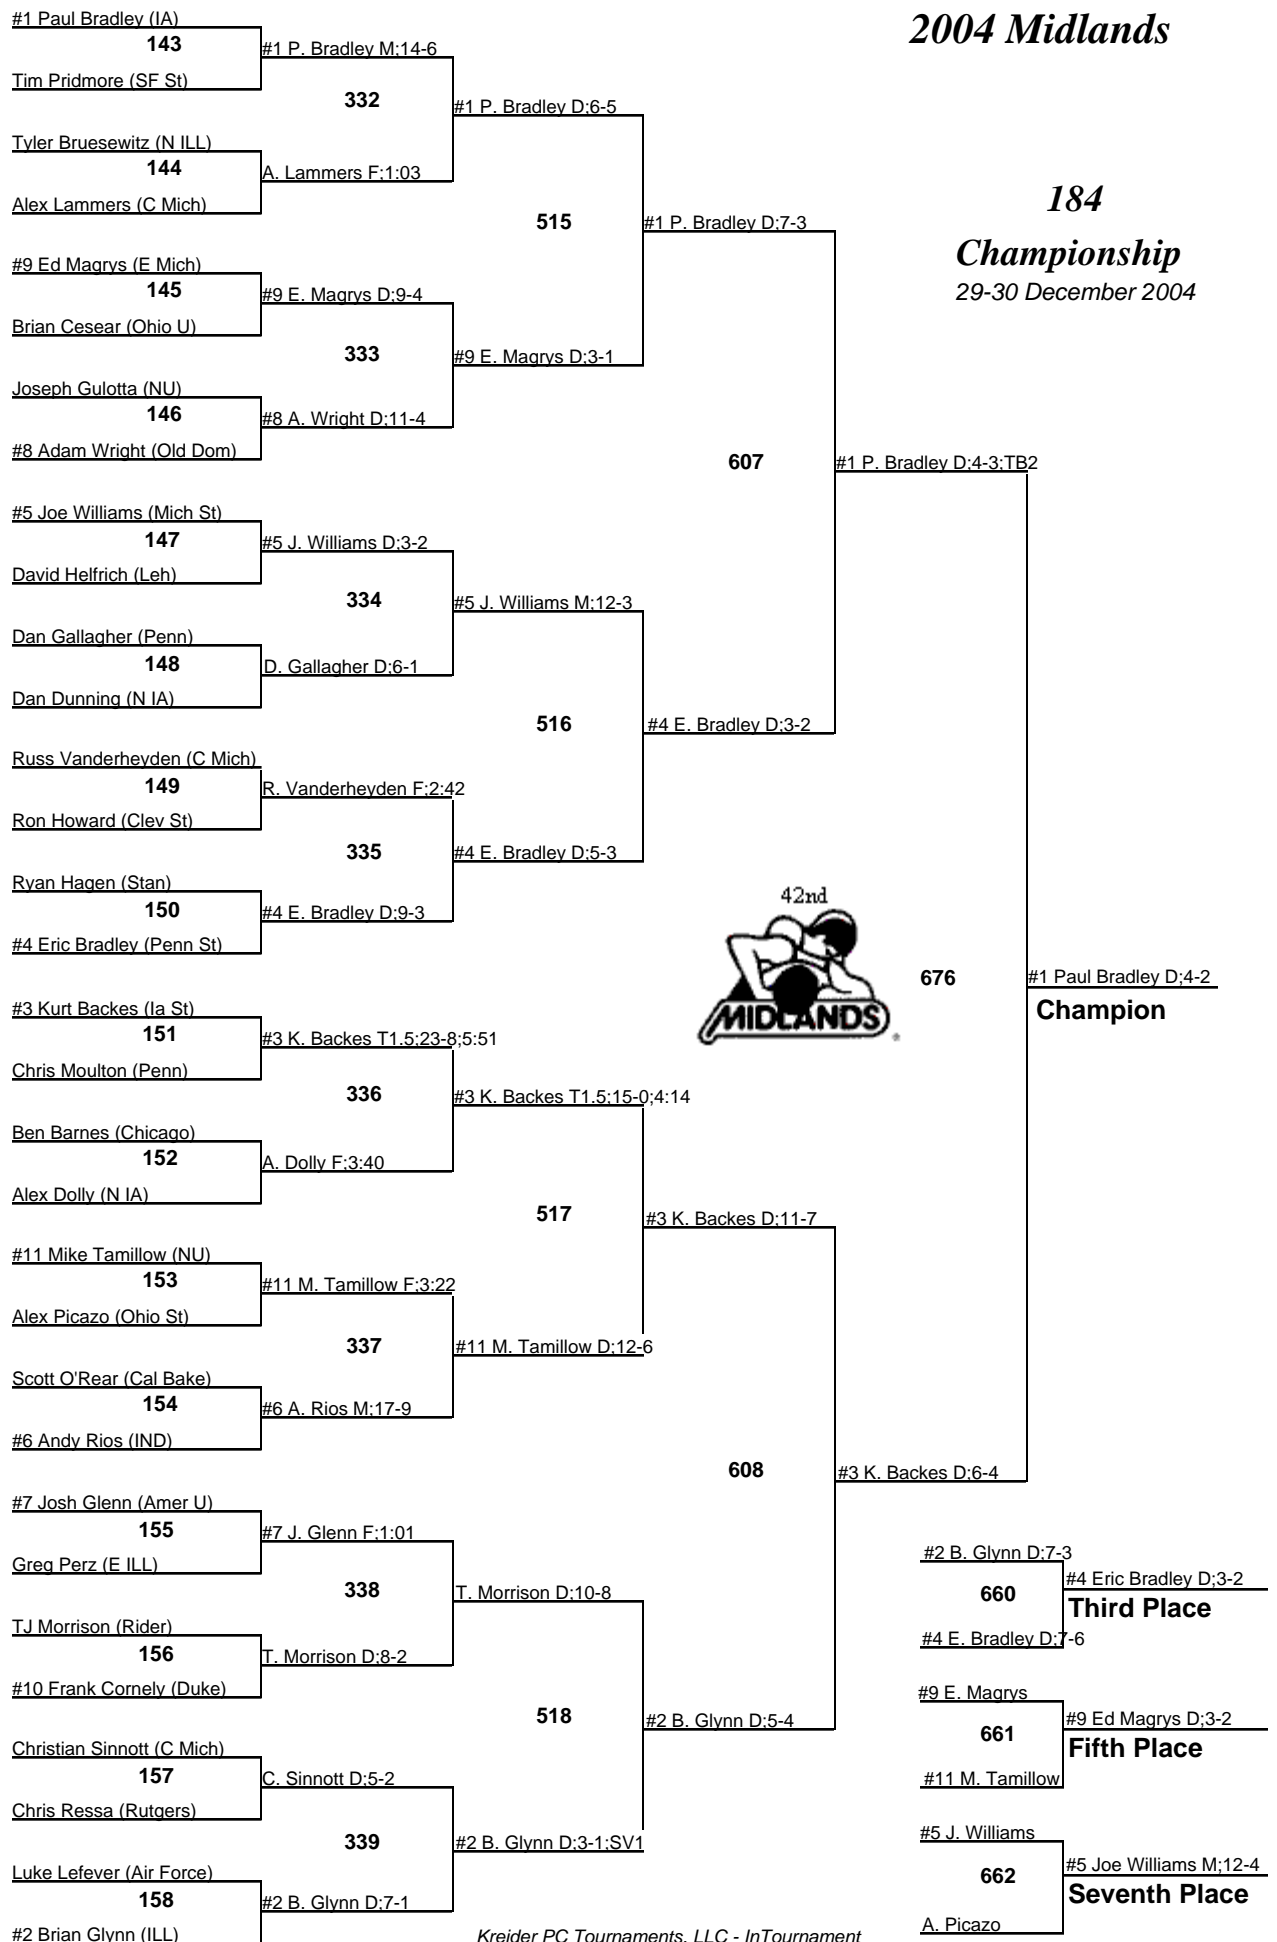 2004 Midlands
184
Championship
29-30 December 2004
#1 Paul Bradley (IA)
143
Tim Pridmore (SF St)
Tyler Bruesewitz (N ILL)
144
Alex Lammers (C Mich)
#9 Ed Magrys (E Mich)
145
Brian Cesear (Ohio U)
Joseph Gulotta (NU)
146
#8 Adam Wright (Old Dom)
#5 Joe Williams (Mich St)
147
David Helfrich (Leh)
Dan Gallagher (Penn)
148
Dan Dunning (N IA)
Russ Vanderheyden (C Mich)
149
Ron Howard (Clev St)
Ryan Hagen (Stan)
150
#4 Eric Bradley (Penn St)
#3 Kurt Backes (Ia St)
151
Chris Moulton (Penn)
Ben Barnes (Chicago)
152
Alex Dolly (N IA)
#11 Mike Tamillow (NU)
153
Alex Picazo (Ohio St)
Scott O'Rear (Cal Bake)
154
#6 Andy Rios (IND)
#7 Josh Glenn (Amer U)
155
Greg Perz (E ILL)
TJ Morrison (Rider)
156
#10 Frank Cornely (Duke)
Christian Sinnott (C Mich)
157
Chris Ressa (Rutgers)
Luke Lefever (Air Force)
158
#2 Brian Glynn (ILL)
#1 P. Bradley M;14-6
332
A. Lammers F;1:03
#9 E. Magrys D;9-4
333
#8 A. Wright D;11-4
#5 J. Williams D;3-2
334
D. Gallagher D;6-1
R. Vanderheyden F;2:42
335
#4 E. Bradley D;9-3
#3 K. Backes T1.5;23-8;5:51
336
A. Dolly F;3:40
#11 M. Tamillow F;3:22
337
#6 A. Rios M;17-9
#7 J. Glenn F;1:01
338
T. Morrison D;8-2
C. Sinnott D;5-2
339
#2 B. Glynn D;7-1
#1 P. Bradley D;6-5
515
#9 E. Magrys D;3-1
#5 J. Williams M;12-3
516
#4 E. Bradley D;5-3
#3 K. Backes T1.5;15-0;4:14
517
#11 M. Tamillow D;12-6
T. Morrison D;10-8
518
#2 B. Glynn D;3-1;SV1
#1 P. Bradley D;7-3
607
#4 E. Bradley D;3-2
#3 K. Backes D;11-7
608
#2 B. Glynn D;5-4
#1 P. Bradley D;4-3;TB2
42nd
MIDLANDS
®
676
#3 K. Backes D;6-4
#1 Paul Bradley D;4-2
Champion
#2 B. Glynn D;7-3
660
#4 E. Bradley D;7-6
#4 Eric Bradley D;3-2
Third Place
#9 E. Magrys
661
#11 M. Tamillow
#9 Ed Magrys D;3-2
Fifth Place
#5 J. Williams
662
A. Picazo
#5 Joe Williams M;12-4
Seventh Place
Kreider PC Tournaments, LLC - InTournament